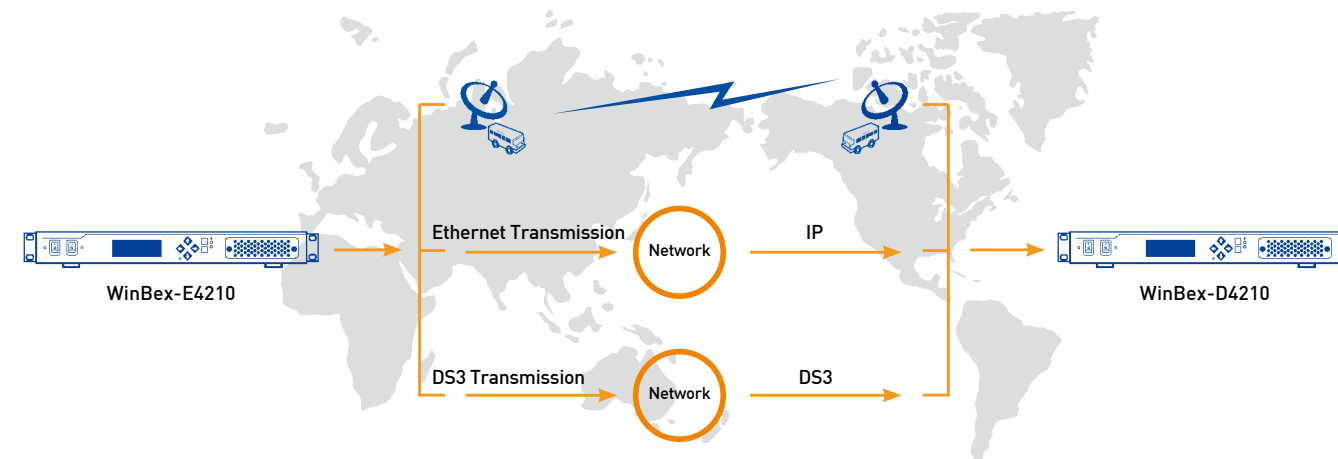 Ethernet Transmission
Network
IP
WinBex-E4210
WinBex-D4210
DS3 Transmission
Network
DS3